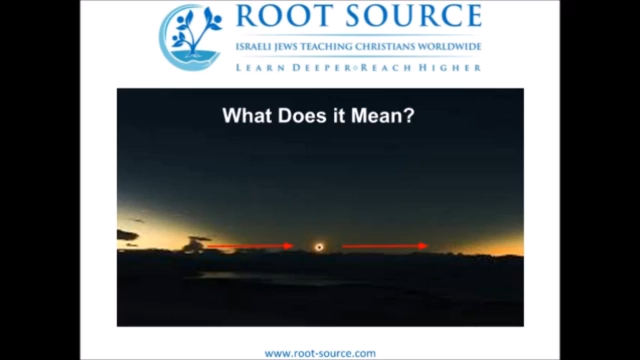 ROOT SOURCE
ISRAELI JEWS TEACHING CHRISTIANS WORLDWIDE
LEARN DEEPER REACH HIGHER
What Does it Mean?
www.root-source.com